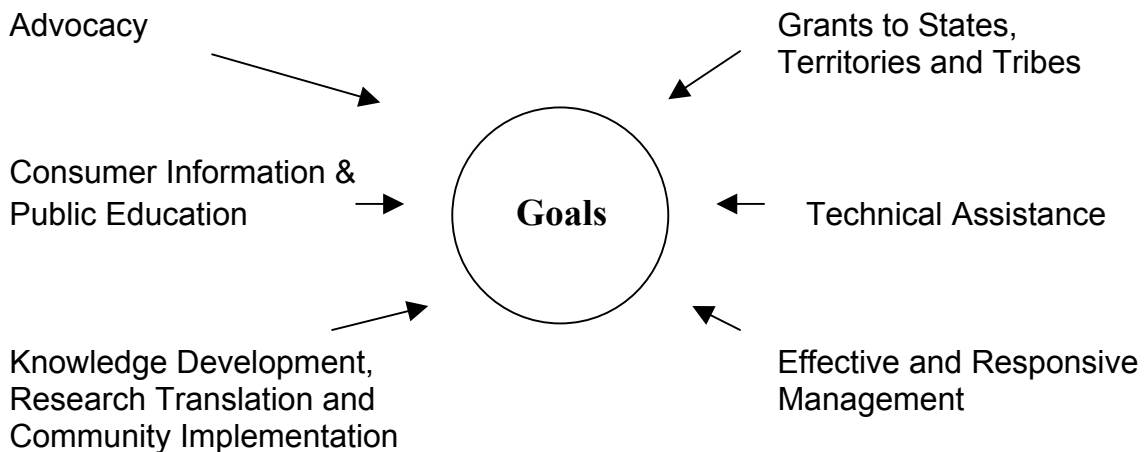 Advocacy
Grants to States,
Territories and Tribes
Consumer Information &
Public Education
Goals
Technical Assistance
Knowledge Development,
Research Translation and
Community Implementation
Effective and Responsive
Management